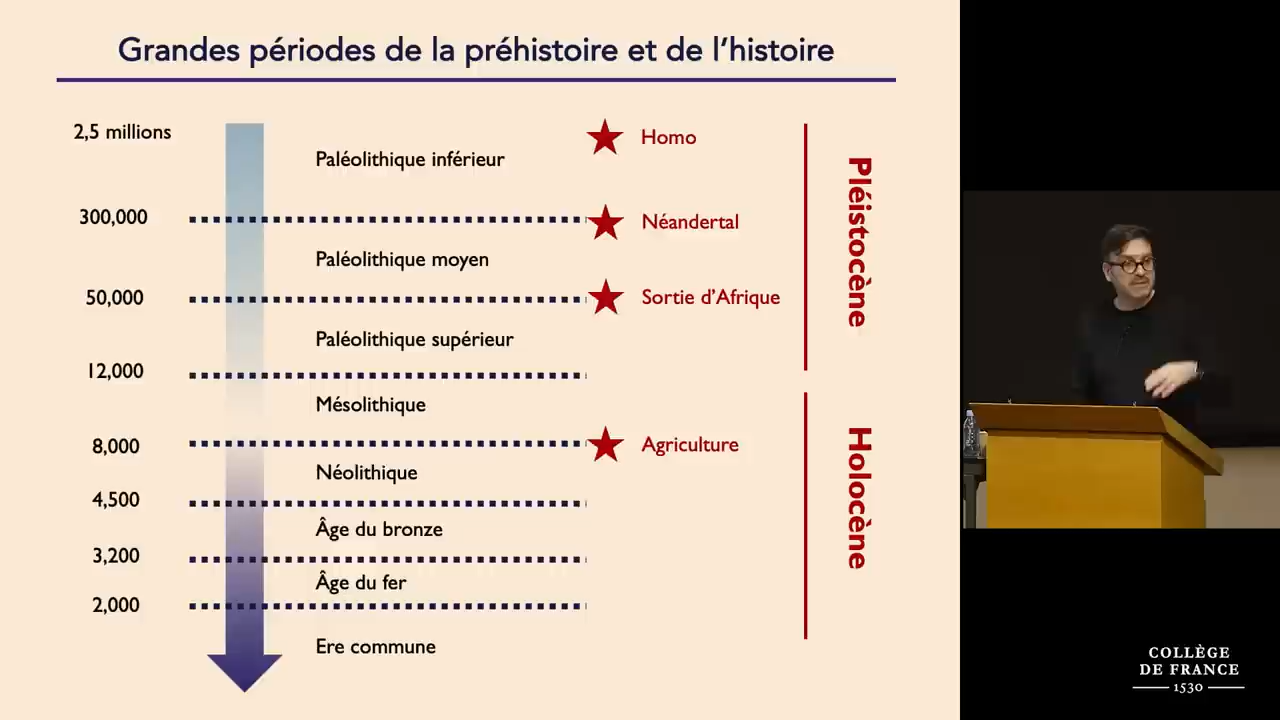 Grandes périodes de la préhistoire et de l'histoire
2,5 millions
Homo
Paléolithique inférieur
300,000
Néandertal
Paléolithique moyen
50,000
Sortie d'Afrique
Paléolithique supérieur
12,000
Mésolithique
8,000
Agriculture
Néolithique
4,500
Âge du bronze
3,200
Âge du fer
2,000
Ere commune
Pléistocène
Holocène
COLLÈGE
DE FRANCE
1530